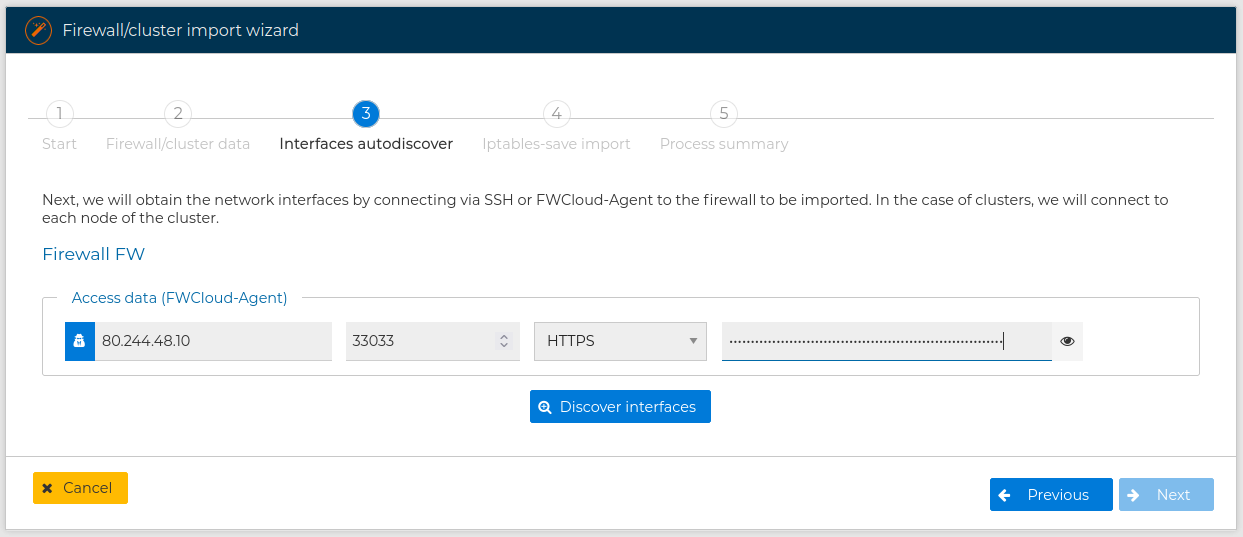 Firewall/cluster import wizard
1 2 3 4 5
Start Firewall/cluster data Interfaces autodiscover Iptables-save import Process summary
Next, we will obtain the network interfaces by connecting via SSH or FWCloud-Agent to the firewall to be imported. In the case of clusters, we will connect to
each node of the cluster.
Firewall FW
Access data (FWCloud-Agent)
80.244.48.10 33033 HTTPS
Discover interfaces
Cancel Previous Next